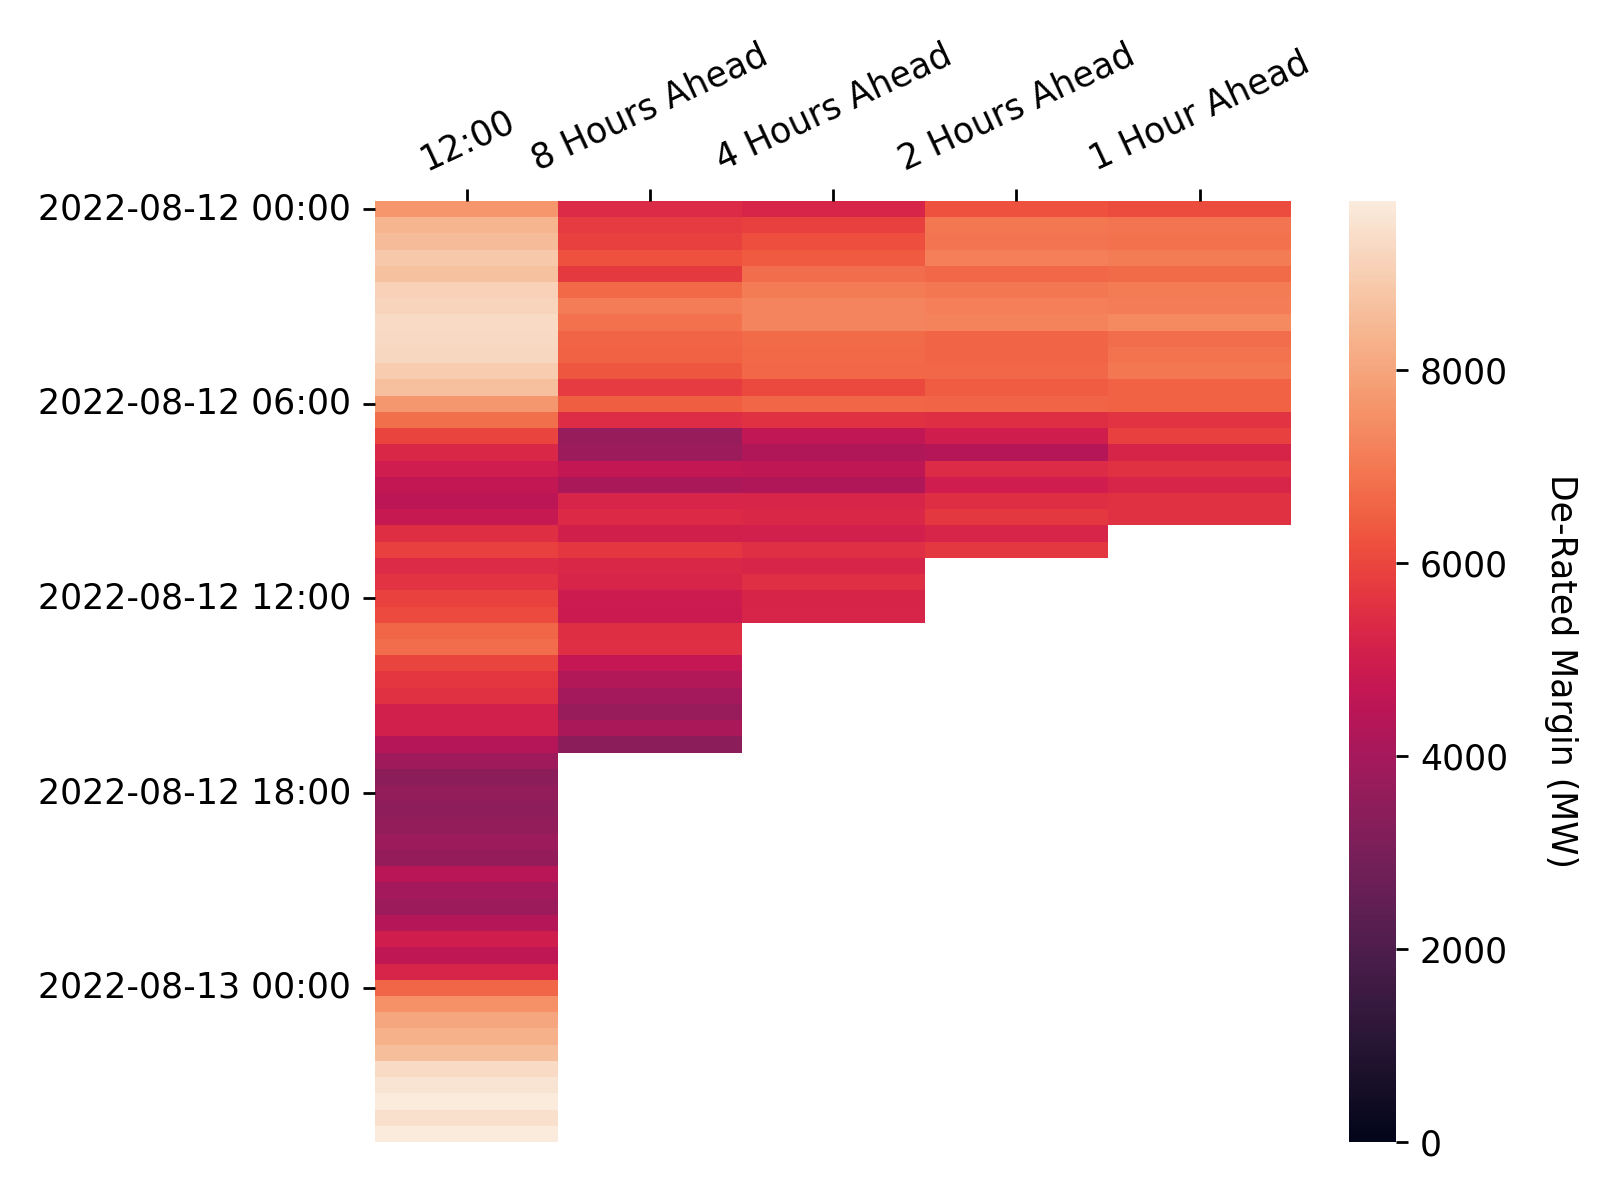 12:00
8 Hours Ahead
4 Hours Ahead
2 Hours Ahead
1 Hour Ahead
2022-08-12 00:00
2022-08-12 06:00
2022-08-12 12:00
2022-08-12 18:00
2022-08-13 00:00
8000
6000
4000
2000
0
De-Rated Margin (MW)